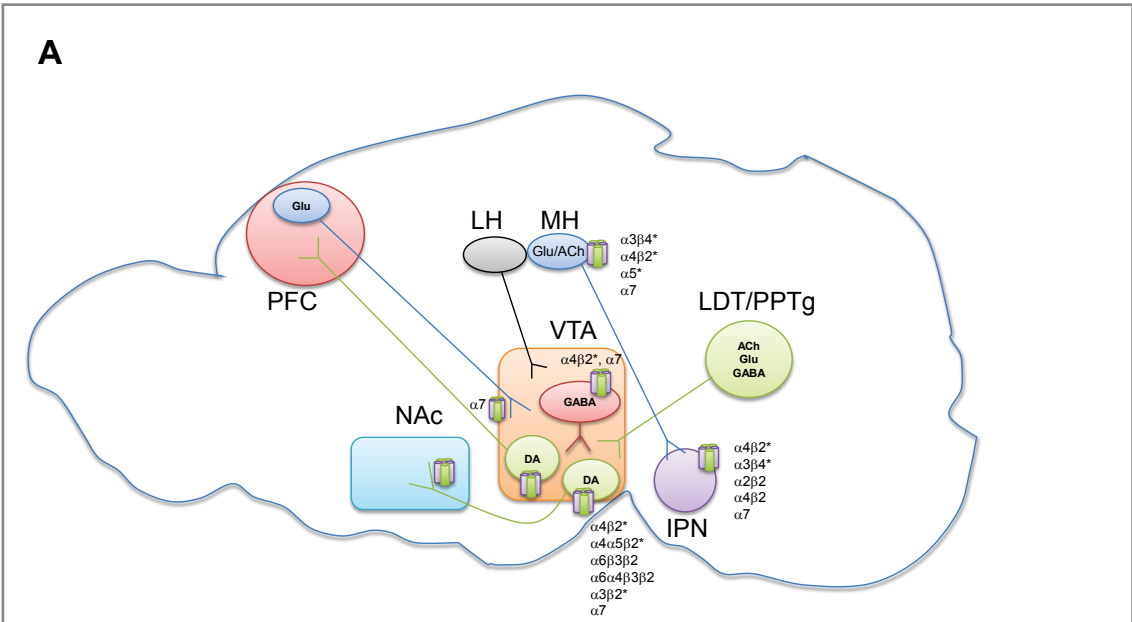 A
Glu
PFC
LH
MH
Glu/ACh
α3β4*
α4β2*
α5*
α7
LDT/PPTg
ACh
Glu
GABA
VTA
α4β2*, α7
GABA
α7
NAc
DA
DA
α4β2*
α4α5β2*
α6β3β2
α6α4β3β2
α3β2*
α7
IPN
α4β2*
α3β4*
α2β2
α4β2
α7